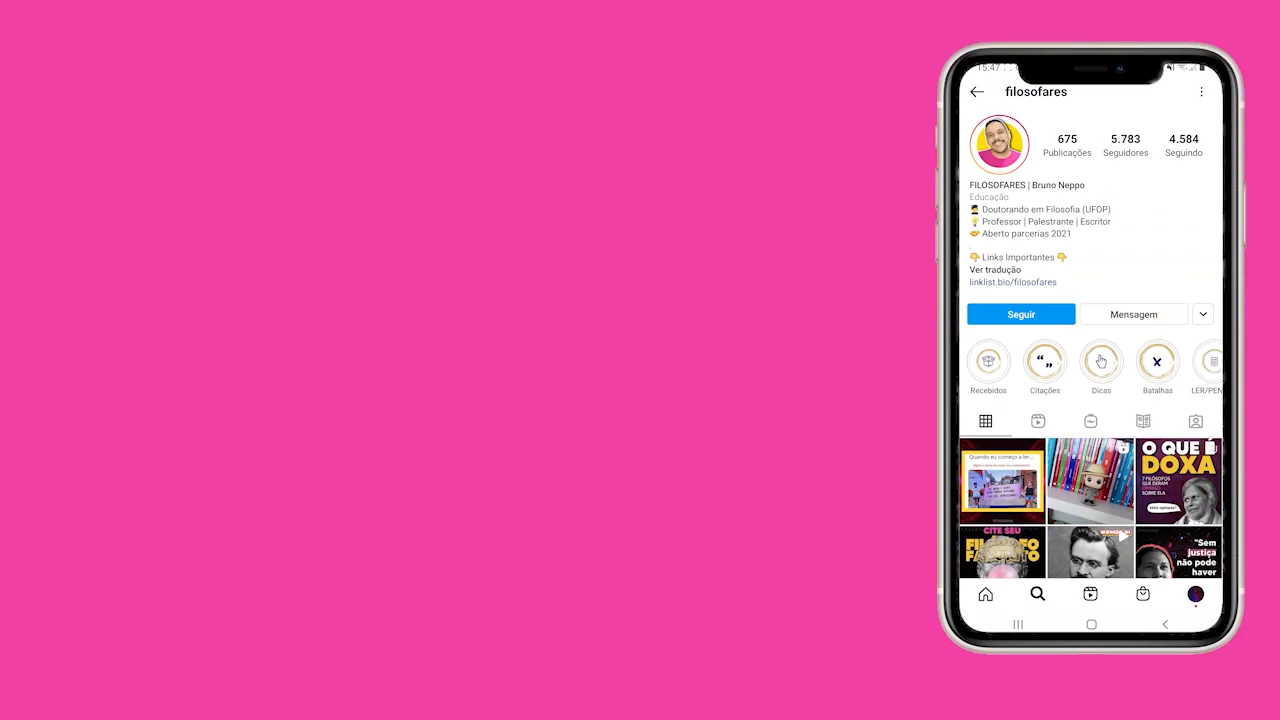 15:47
filosofares
675
5.783
4.584
Publicações
Seguidores
Seguindo
FILOSOFARES | Bruno Neppo
Educação
Doutorando em Filosofia (UFOP)
Professor | Palestrante | Escritor
Aberto parcerias 2021
.
Links Importantes
Ver tradução
linklist.bio/filosofares
Seguir
Mensagem
Recebidos
Citações
Dicas
Batalhas
LER/PEN
Quando eu começo a ler...
O QUE É
DOXA
7 FILÓSOFOS
QUE DERAM
OPINIÃO
SOBRE ELA
CITE SEU
"Sem
justiça
não pode
haver